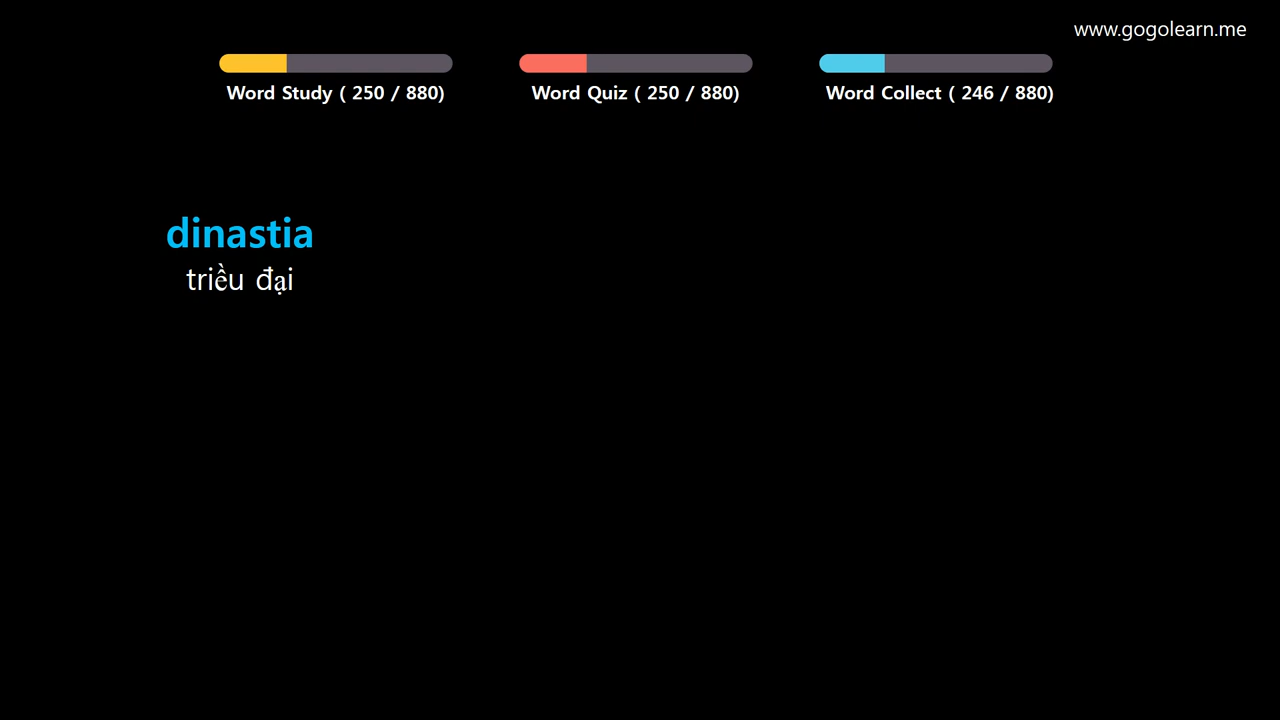 www.gogolearn.me
Word Study ( 250 / 880)
Word Quiz ( 250 / 880)
Word Collect ( 246 / 880)
dinastia
triều đại